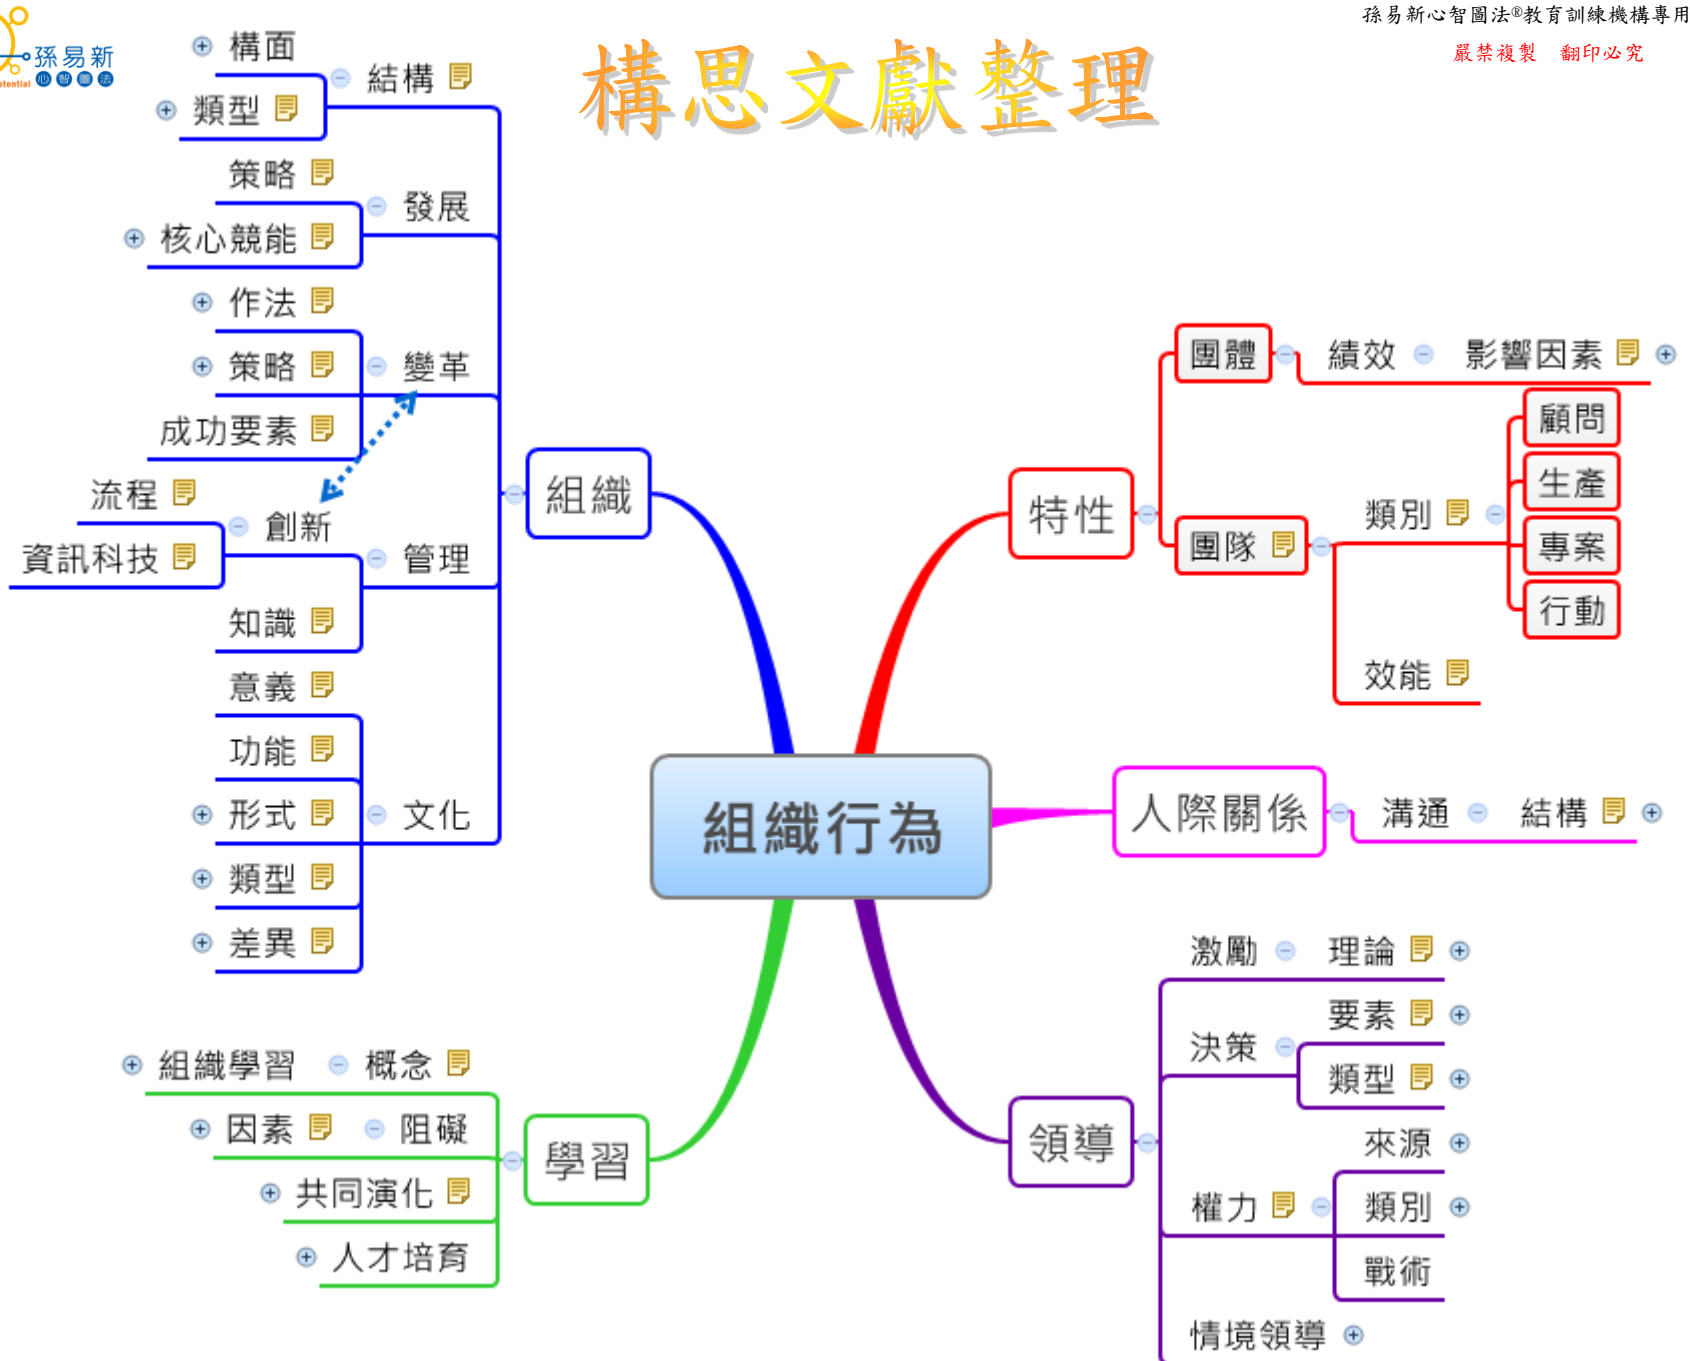 孫易新心智圖法®教育訓練機構專用
嚴禁複製　翻印必究
孫易新
心智圖法
otential
構思文獻整理
組織行為
特性
團體
績效
影響因素
團隊
類別
顧問
生產
專案
行動
效能
人際關係
溝通
結構
領導
激勵
理論
決策
要素
類型
權力
來源
類別
戰術
情境領導
組織
結構
構面
類型
發展
策略
核心競能
變革
作法
策略
成功要素
管理
創新
流程
資訊科技
知識
文化
意義
功能
形式
類型
差異
學習
概念
組織學習
阻礙
因素
共同演化
人才培育